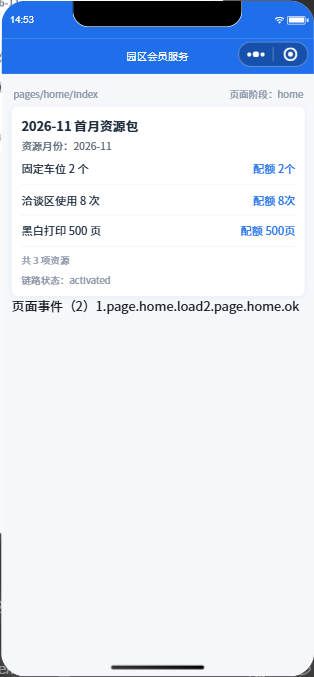 14:53
园区会员服务
pages/home/index 页面阶段：home
2026-11 首月资源包
资源月份：2026-11
固定车位 2 个 配额 2个
洽谈区使用 8 次 配额 8次
黑白打印 500 页 配额 500页
共 3 项资源
链路状态：activated
页面事件（2）1.page.home.load2.page.home.ok